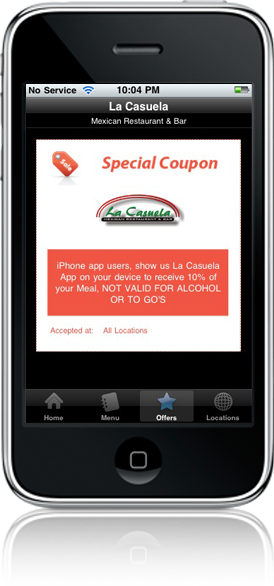 No Service 10:04 PM
La Casuela
Mexican Restaurant & Bar
Sale
Special Coupon
La Casuela
MEXICAN RESTAURANT & BAR
iPhone app users, show us La Casuela
App on your device to receive 10% of
your Meal, NOT VALID FOR ALCOHOL
OR TO GO'S
Accepted at: All Locations
Home Menu Offers Locations